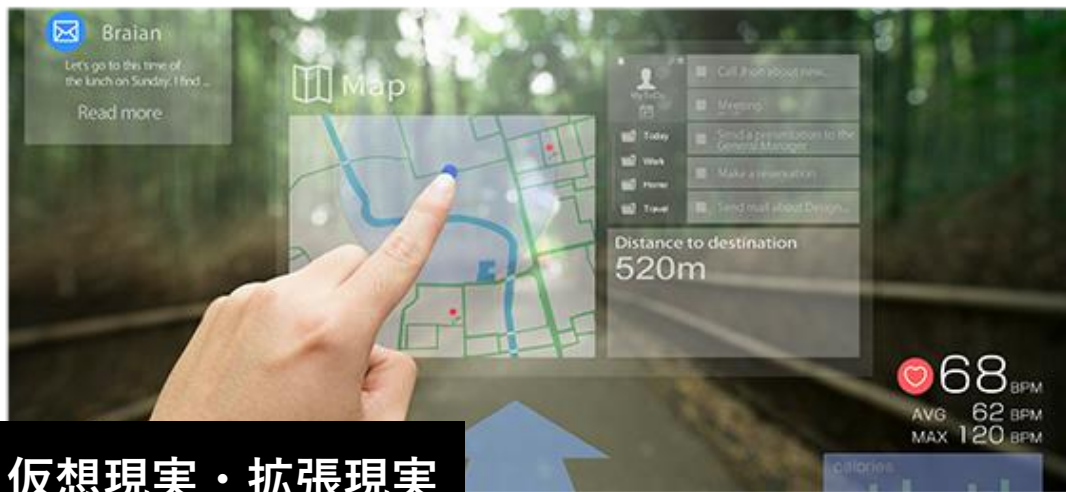 Braian
Let's go to this time of
the lunch on Sunday. I find ...
Read more
Map
My ToDo
Today
Work
Home
Travel
Call Jhon about new...
Meeting
Send a presentation to the
General Manager
Make a reservation
Send mail about Design...
Distance to destination
520m
68 BPM
AVG 62 BPM
MAX 120 BPM
calories
仮想現実・拡張現実